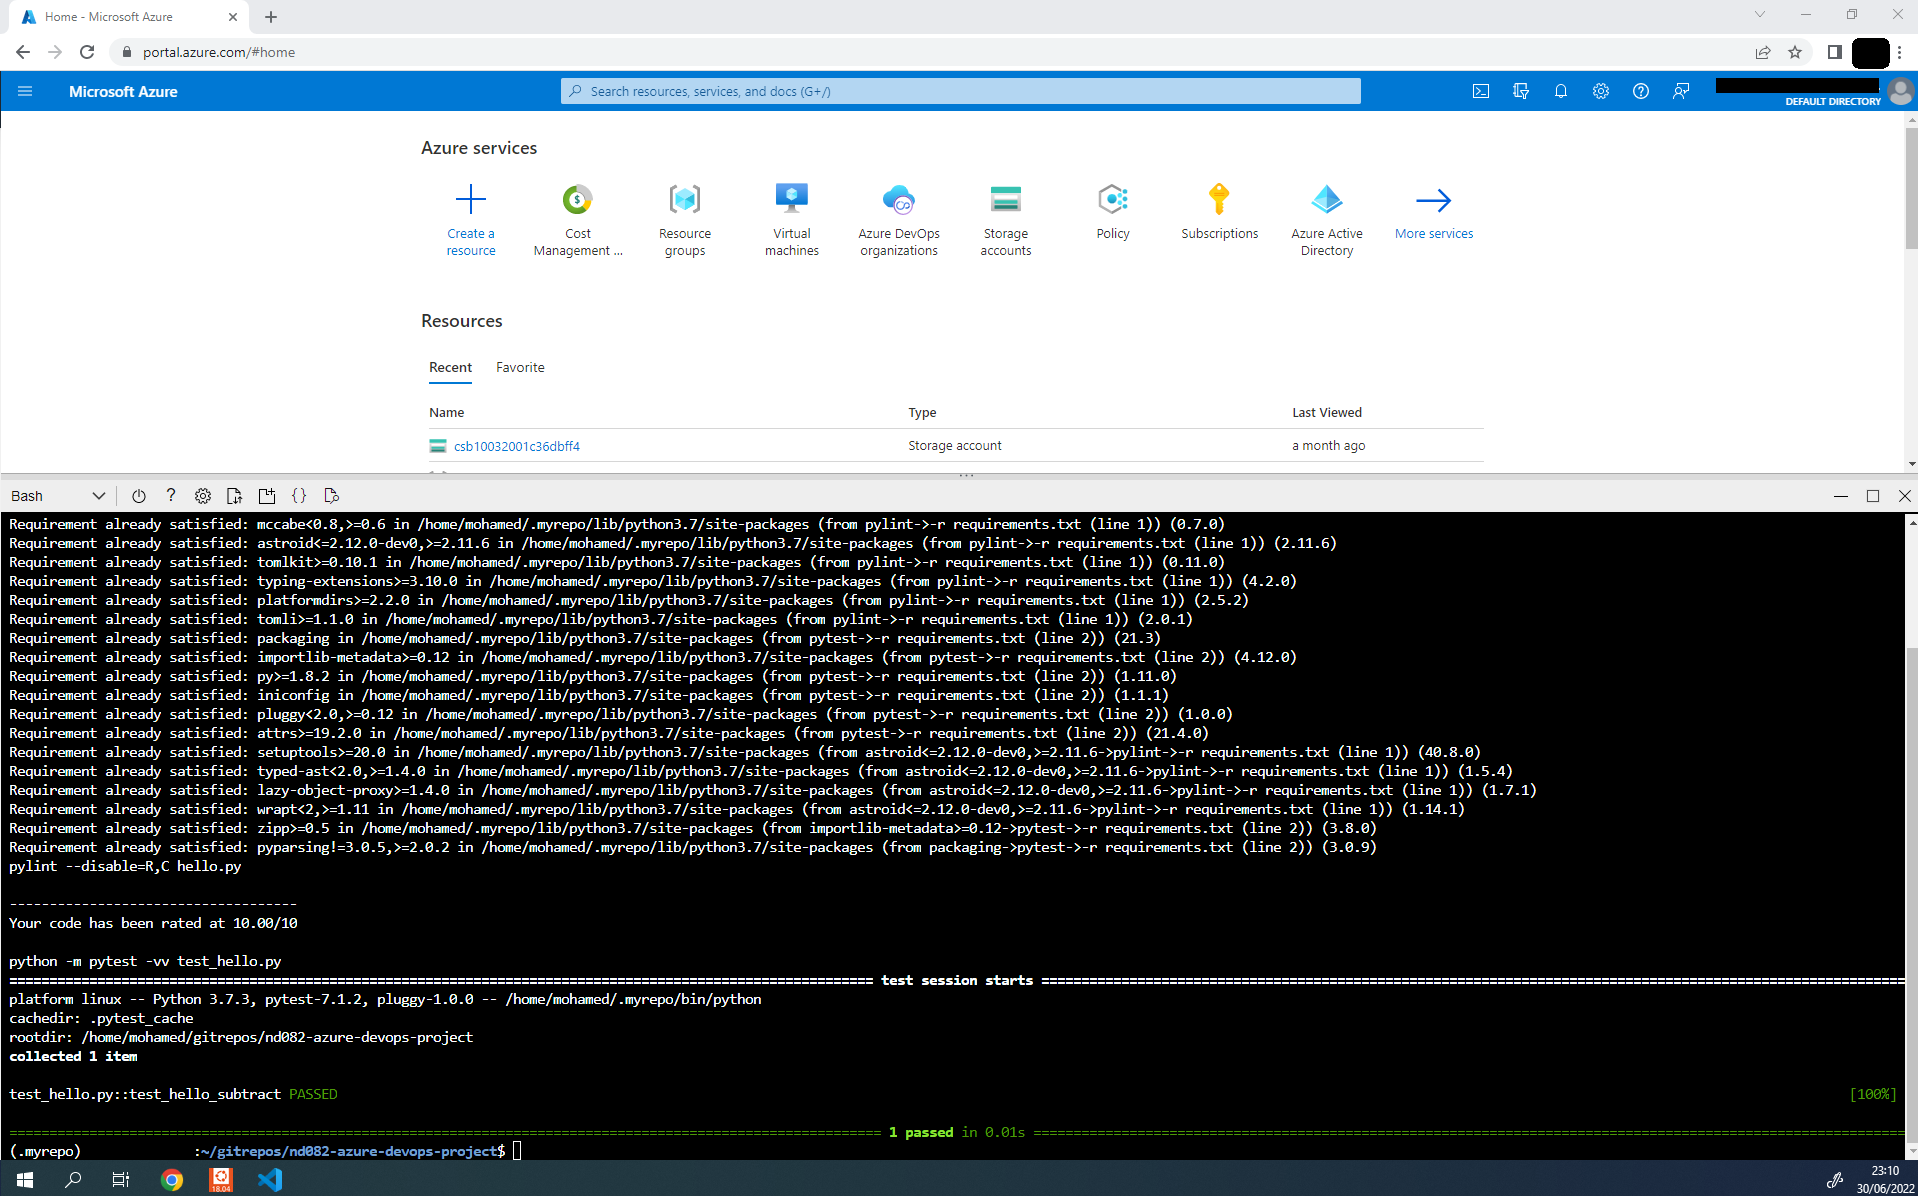 Home - Microsoft Azure
portal.azure.com/#home
Microsoft Azure
Search resources, services, and docs (G+/)
DEFAULT DIRECTORY
Azure services
Create a resource
Cost Management ...
Resource groups
Virtual machines
Azure DevOps organizations
Storage accounts
Policy
Subscriptions
Azure Active Directory
More services
Resources
Recent Favorite
Name Type Last Viewed
csb10032001c36dbff4 Storage account a month ago
Bash
Requirement already satisfied: mccabe<0.8,>=0.6 in /home/mohamed/.myrepo/lib/python3.7/site-packages (from pylint->-r requirements.txt (line 1)) (0.7.0)
Requirement already satisfied: astroid<=2.12.0-dev0,>=2.11.6 in /home/mohamed/.myrepo/lib/python3.7/site-packages (from pylint->-r requirements.txt (line 1)) (2.11.6)
Requirement already satisfied: tomlkit>=0.10.1 in /home/mohamed/.myrepo/lib/python3.7/site-packages (from pylint->-r requirements.txt (line 1)) (0.11.0)
Requirement already satisfied: typing-extensions>=3.10.0 in /home/mohamed/.myrepo/lib/python3.7/site-packages (from pylint->-r requirements.txt (line 1)) (4.2.0)
Requirement already satisfied: platformdirs>=2.2.0 in /home/mohamed/.myrepo/lib/python3.7/site-packages (from pylint->-r requirements.txt (line 1)) (2.5.2)
Requirement already satisfied: tomli>=1.1.0 in /home/mohamed/.myrepo/lib/python3.7/site-packages (from pylint->-r requirements.txt (line 1)) (2.0.1)
Requirement already satisfied: packaging in /home/mohamed/.myrepo/lib/python3.7/site-packages (from pytest->-r requirements.txt (line 2)) (21.3)
Requirement already satisfied: importlib-metadata>=0.12 in /home/mohamed/.myrepo/lib/python3.7/site-packages (from pytest->-r requirements.txt (line 2)) (4.12.0)
Requirement already satisfied: py>=1.8.2 in /home/mohamed/.myrepo/lib/python3.7/site-packages (from pytest->-r requirements.txt (line 2)) (1.11.0)
Requirement already satisfied: iniconfig in /home/mohamed/.myrepo/lib/python3.7/site-packages (from pytest->-r requirements.txt (line 2)) (1.1.1)
Requirement already satisfied: pluggy<2.0,>=0.12 in /home/mohamed/.myrepo/lib/python3.7/site-packages (from pytest->-r requirements.txt (line 2)) (1.0.0)
Requirement already satisfied: attrs>=19.2.0 in /home/mohamed/.myrepo/lib/python3.7/site-packages (from pytest->-r requirements.txt (line 2)) (21.4.0)
Requirement already satisfied: setuptools>=20.0 in /home/mohamed/.myrepo/lib/python3.7/site-packages (from astroid<=2.12.0-dev0,>=2.11.6->pylint->-r requirements.txt (line 1)) (40.8.0)
Requirement already satisfied: typed-ast<2.0,>=1.4.0 in /home/mohamed/.myrepo/lib/python3.7/site-packages (from astroid<=2.12.0-dev0,>=2.11.6->pylint->-r requirements.txt (line 1)) (1.5.4)
Requirement already satisfied: lazy-object-proxy>=1.4.0 in /home/mohamed/.myrepo/lib/python3.7/site-packages (from astroid<=2.12.0-dev0,>=2.11.6->pylint->-r requirements.txt (line 1)) (1.7.1)
Requirement already satisfied: wrapt<2,>=1.11 in /home/mohamed/.myrepo/lib/python3.7/site-packages (from astroid<=2.12.0-dev0,>=2.11.6->pylint->-r requirements.txt (line 1)) (1.14.1)
Requirement already satisfied: zipp>=0.5 in /home/mohamed/.myrepo/lib/python3.7/site-packages (from importlib-metadata>=0.12->pytest->-r requirements.txt (line 2)) (3.8.0)
Requirement already satisfied: pyparsing!=3.0.5,>=2.0.2 in /home/mohamed/.myrepo/lib/python3.7/site-packages (from packaging->pytest->-r requirements.txt (line 2)) (3.0.9)
pylint --disable=R,C hello.py
------------------------------------
Your code has been rated at 10.00/10
python -m pytest -vv test_hello.py
test session starts
platform linux -- Python 3.7.3, pytest-7.1.2, pluggy-1.0.0 -- /home/mohamed/.myrepo/bin/python
cachedir: .pytest_cache
rootdir: /home/mohamed/gitrepos/nd082-azure-devops-project
collected 1 item
test_hello.py::test_hello_subtract PASSED [100%]
1 passed in 0.01s
(.myrepo) :~/gitrepos/nd082-azure-devops-project$
18.04
23:10
30/06/2022